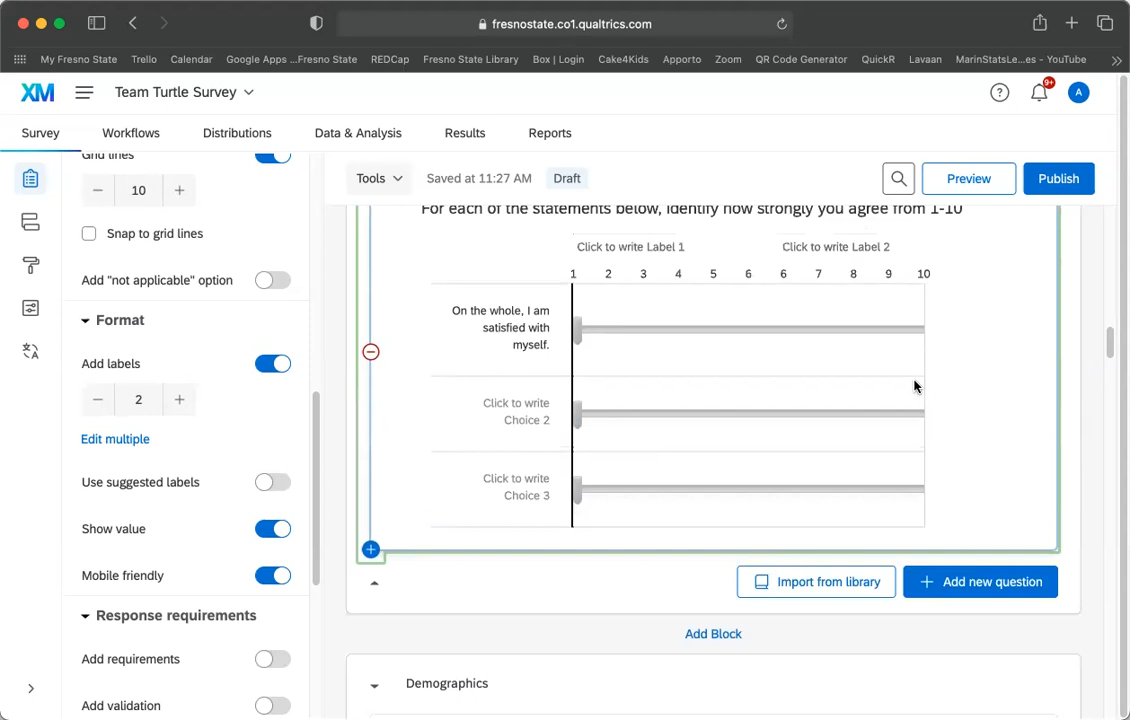 fresnostate.co1.qualtrics.com
My Fresno State Trello Calendar Google Apps ...Fresno State REDCap Fresno State Library Box | Login Cake4Kids Apporto Zoom QR Code Generator QuickR Lavaan MarinStatsLe...es - YouTube
XM Team Turtle Survey ? 9+ A
Survey Workflows Distributions Data & Analysis Results Reports
Grid lines
10
Snap to grid lines
Add "not applicable" option
Format
Add labels
2
Edit multiple
Use suggested labels
Show value
Mobile friendly
Response requirements
Add requirements
Add validation
Tools Saved at 11:27 AM Draft Preview Publish
For each of the statements below, identify how strongly you agree from 1-10
Click to write Label 1 Click to write Label 2
1 2 3 4 5 6 6 7 8 9 10
On the whole, I am
satisfied with
myself.
Click to write
Choice 2
Click to write
Choice 3
Import from library Add new question
Add Block
Demographics